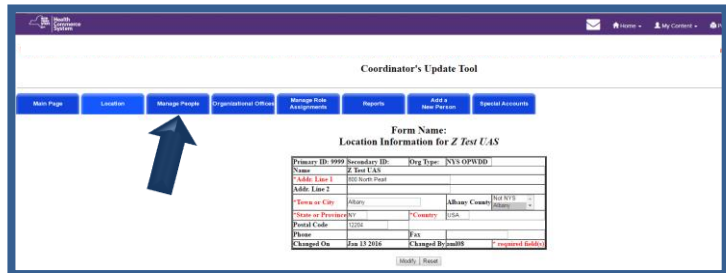 Health
Commerce
System
Home
My Content
Coordinator's Update Tool
Main Page
Location
Manage People
Organizational Offices
Manage Role
Assignments
Reports
Add a
New Person
Special Accounts
Form Name:
Location Information for Z Test UAS
Primary ID: 9999 Secondary ID: Org Type: NYS OPWDD
Name Z Test UAS
*Addr. Line 1 800 North Pearl
Addr. Line 2
*Town or City Albany Albany County Not NYS
Albany
*State or Province NY *Country USA
Postal Code 12204
Phone Fax
Changed On Jan 13 2016 Changed By * required field(s)
Modify Reset